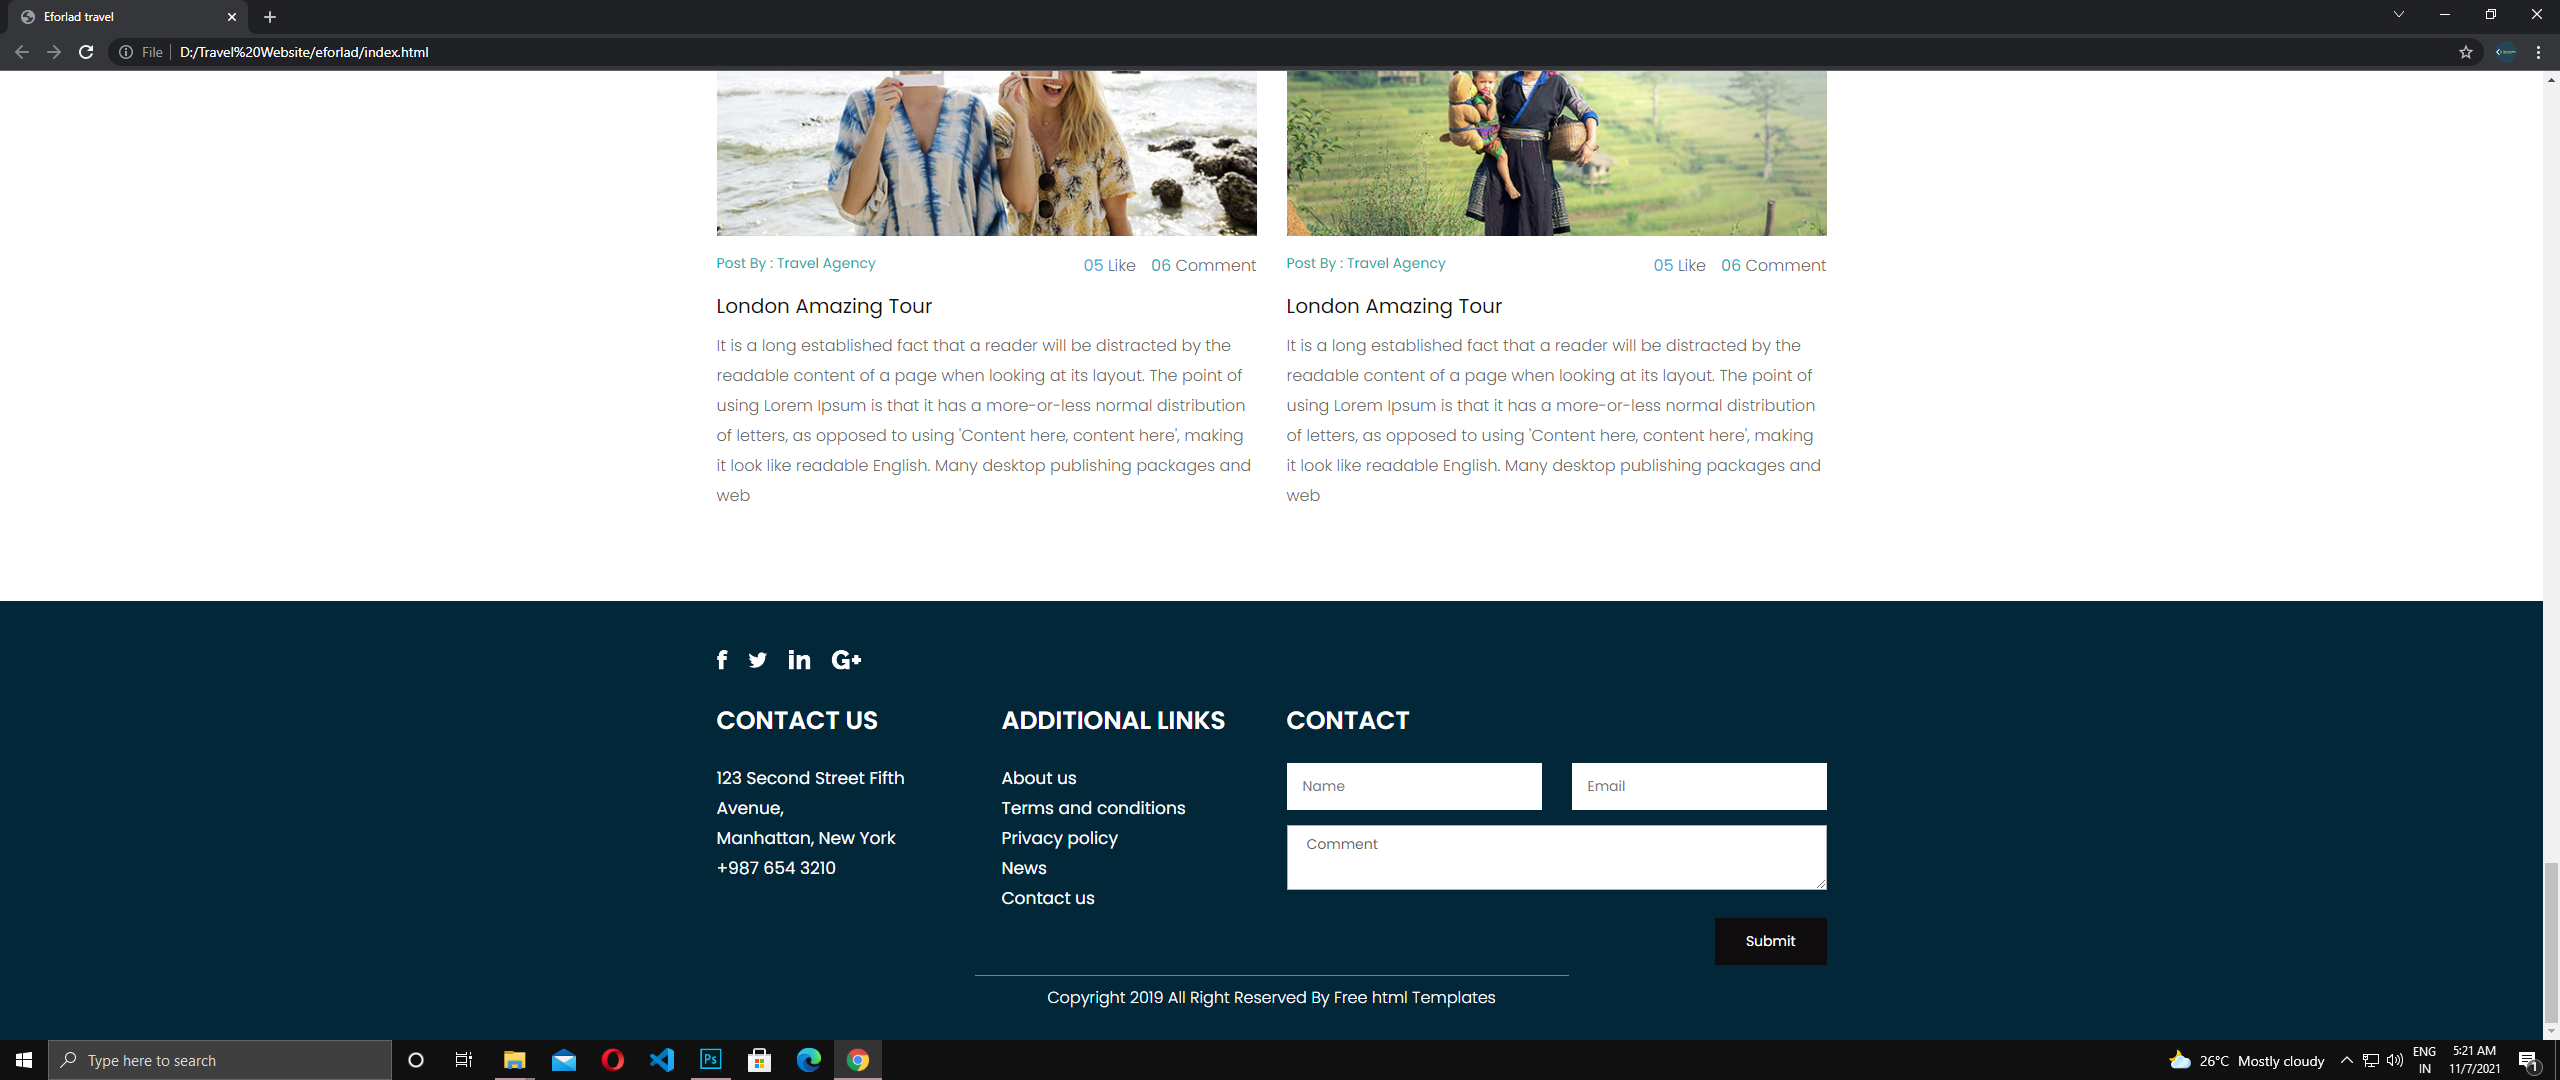 Eforlad travel
File
D:/Travel%20Website/eforlad/index.html
Post By : Travel Agency
05 Like
06 Comment
London Amazing Tour
It is a long established fact that a reader will be distracted by the
readable content of a page when looking at its layout. The point of
using Lorem Ipsum is that it has a more-or-less normal distribution
of letters, as opposed to using 'Content here, content here', making
it look like readable English. Many desktop publishing packages and
web
Post By : Travel Agency
05 Like
06 Comment
London Amazing Tour
It is a long established fact that a reader will be distracted by the
readable content of a page when looking at its layout. The point of
using Lorem Ipsum is that it has a more-or-less normal distribution
of letters, as opposed to using 'Content here, content here', making
it look like readable English. Many desktop publishing packages and
web
CONTACT US
123 Second Street Fifth
Avenue,
Manhattan, New York
+987 654 3210
ADDITIONAL LINKS
About us
Terms and conditions
Privacy policy
News
Contact us
CONTACT
Name
Email
Comment
Submit
Copyright 2019 All Right Reserved By Free html Templates
Type here to search
Ps
26°C Mostly cloudy
ENG
IN
5:21 AM
11/7/2021
1